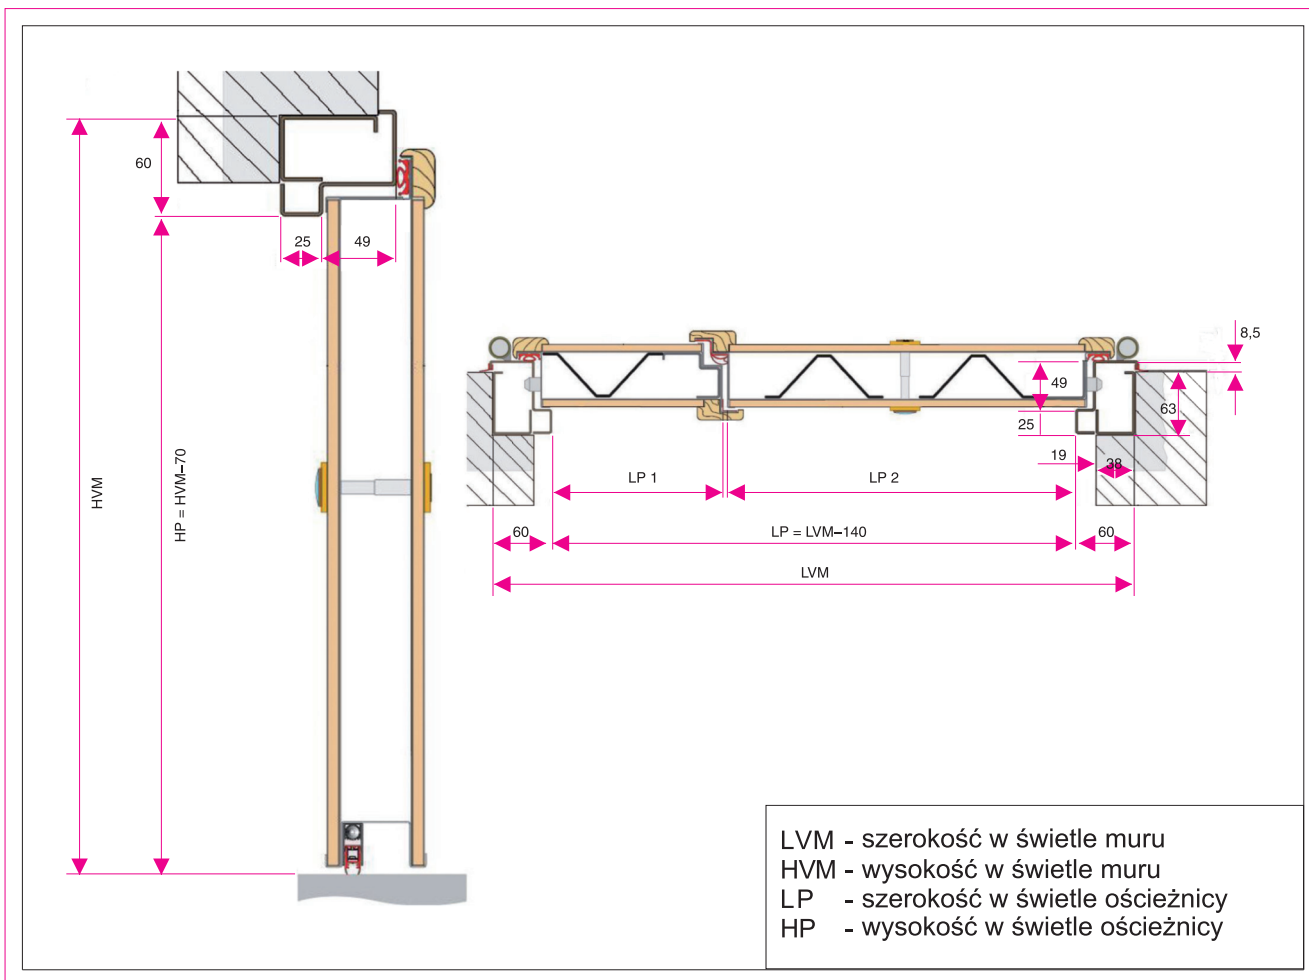 60
25
49
HVM
HP = HVM–70
8,5
49
63
25
19
38
LP 1
LP 2
60
LP = LVM–140
60
LVM
LVM - szerokość w świetle muru
HVM - wysokość w świetle muru
LP - szerokość w świetle ościeżnicy
HP - wysokość w świetle ościeżnicy